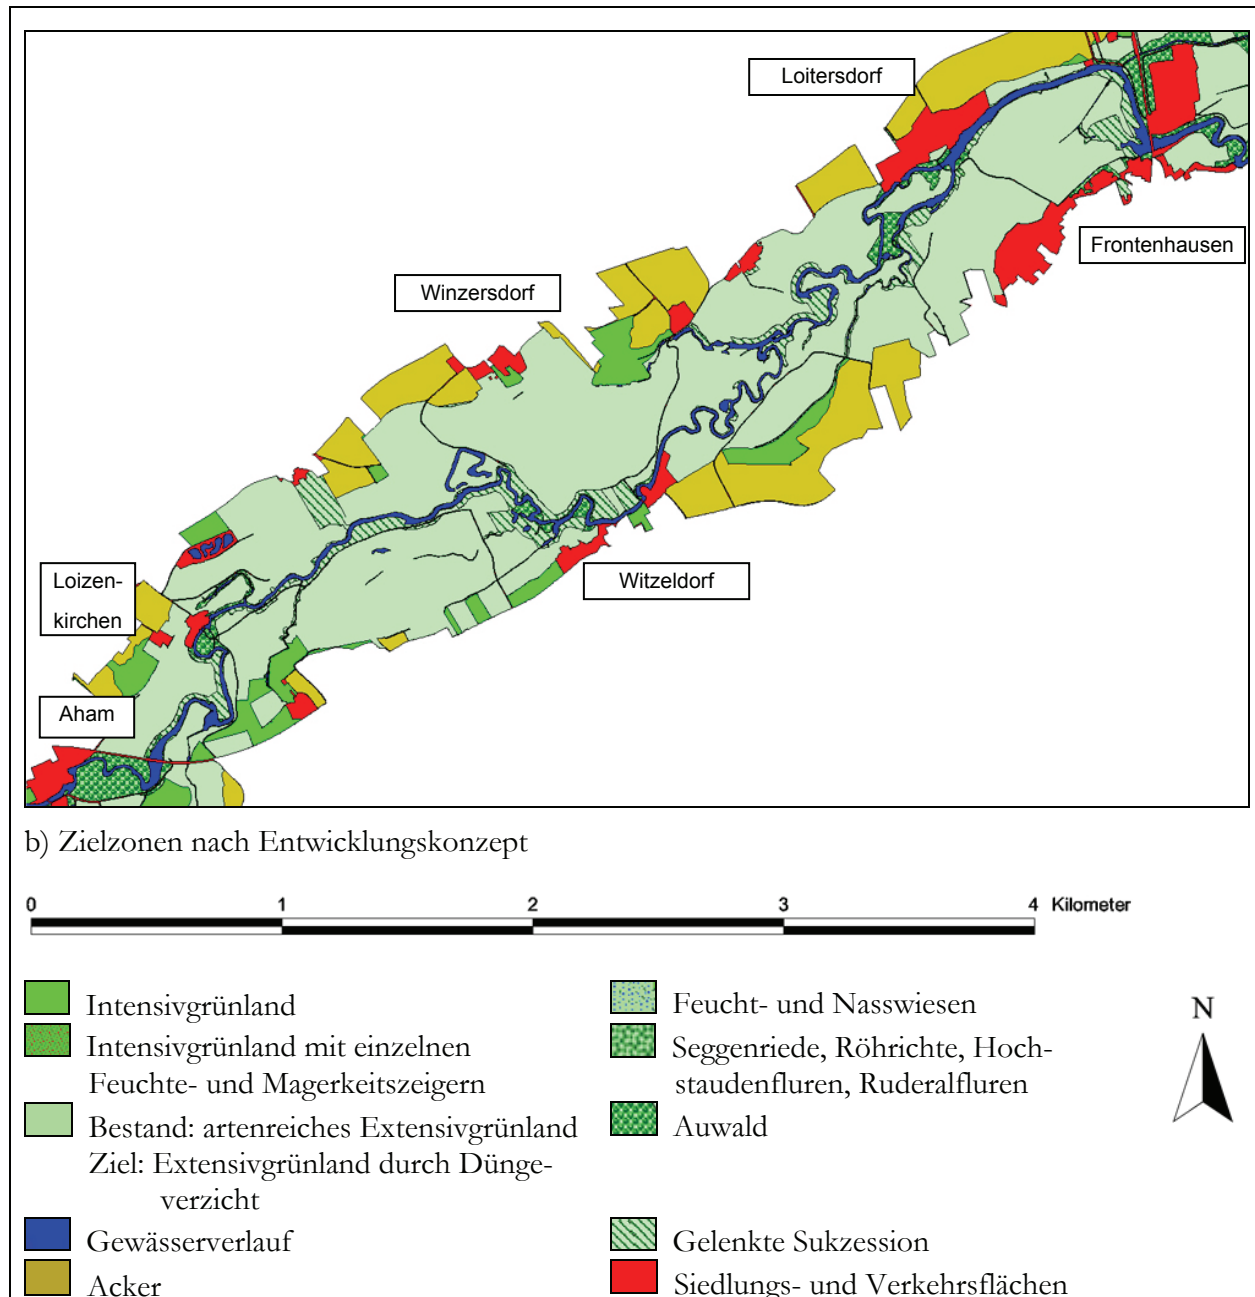 Loitersdorf
Frontenhausen
Winzersdorf
Witzeldorf
Loizen-
kirchen
Aham
b) Zielzonen nach Entwicklungskonzept
0 1 2 3 4 Kilometer
Intensivgrünland
Intensivgrünland mit einzelnen
Feuchte- und Magerkeitszeigern
Bestand: artenreiches Extensivgrünland
Ziel: Extensivgrünland durch Dünge-
verzicht
Gewässerverlauf
Acker
Feucht- und Nasswiesen
Seggenriede, Röhrichte, Hoch-
staudenfluren, Ruderalfluren
Auwald
Gelenkte Sukzession
Siedlungs- und Verkehrsflächen
N